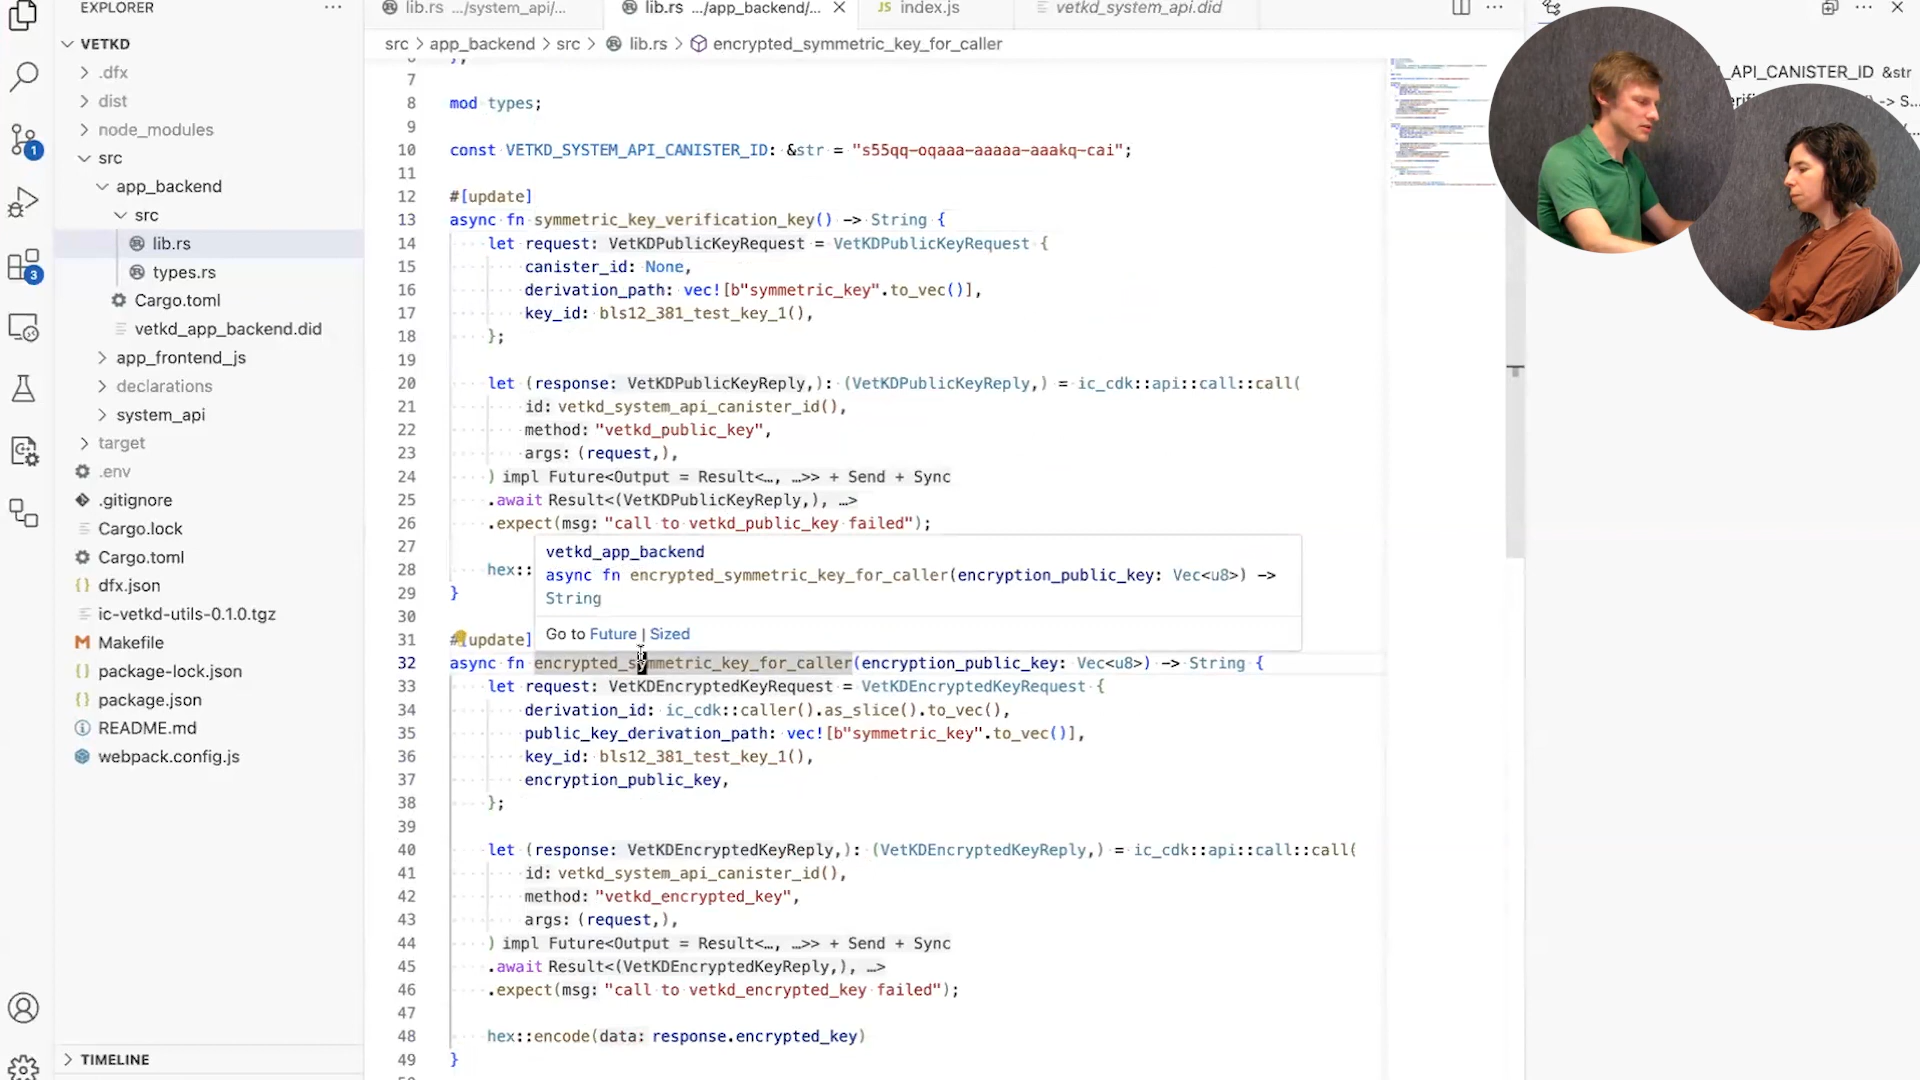 EXPLORER
VETKD
.dfx
dist
node_modules
src
app_backend
src
lib.rs
types.rs
Cargo.toml
vetkd_app_backend.did
app_frontend_js
declarations
system_api
target
.env
.gitignore
Cargo.lock
Cargo.toml
dfx.json
ic-vetkd-utils-0.1.0.tgz
Makefile
package-lock.json
package.json
README.md
webpack.config.js
TIMELINE
1
3
lib.rs .../system_api/...
lib.rs .../app_backend/...
JS index.js
vetkd_system_api.did
src > app_backend > src > lib.rs > encrypted_symmetric_key_for_caller
7
8 mod types;
9
10 const VETKD_SYSTEM_API_CANISTER_ID: &str = "s55qq-oqaaa-aaaaa-aaakq-cai";
11
12 #[update]
13 async fn symmetric_key_verification_key() -> String {
14 let request: VetKDPublicKeyRequest = VetKDPublicKeyRequest {
15 canister_id: None,
16 derivation_path: vec![b"symmetric_key".to_vec()],
17 key_id: bls12_381_test_key_1(),
18 };
19
20 let (response: VetKDPublicKeyReply,): (VetKDPublicKeyReply,) = ic_cdk::api::call::call(
21 id: vetkd_system_api_canister_id(),
22 method: "vetkd_public_key",
23 args: (request,),
24 ) impl Future<Output = Result<…, …>> + Send + Sync
25 .await Result<(VetKDPublicKeyReply,), …>
26 .expect(msg: "call to vetkd_public_key failed");
27
28 hex::
29 }
30
vetkd_app_backend
async fn encrypted_symmetric_key_for_caller(encryption_public_key: Vec<u8>) ->
String
Go to Future | Sized
31 #[update]
32 async fn encrypted_symmetric_key_for_caller(encryption_public_key: Vec<u8>) -> String {
33 let request: VetKDEncryptedKeyRequest = VetKDEncryptedKeyRequest {
34 derivation_id: ic_cdk::caller().as_slice().to_vec(),
35 public_key_derivation_path: vec![b"symmetric_key".to_vec()],
36 key_id: bls12_381_test_key_1(),
37 encryption_public_key,
38 };
39
40 let (response: VetKDEncryptedKeyReply,): (VetKDEncryptedKeyReply,) = ic_cdk::api::call::call(
41 id: vetkd_system_api_canister_id(),
42 method: "vetkd_encrypted_key",
43 args: (request,),
44 ) impl Future<Output = Result<…, …>> + Send + Sync
45 .await Result<(VetKDEncryptedKeyReply,), …>
46 .expect(msg: "call to vetkd_encrypted_key failed");
47
48 hex::encode(data: response.encrypted_key)
49 }
_API_CANISTER_ID &str
-> S...